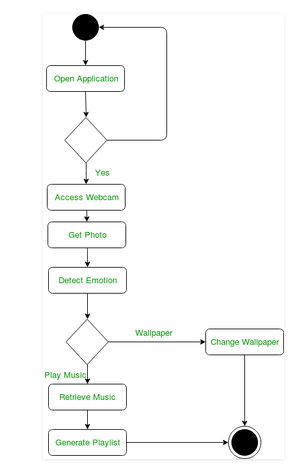 Open Application
Yes
Access Webcam
Get Photo
Detect Emotion
Wallpaper
Change Wallpaper
Play Music
Retrieve Music
Generate Playlist